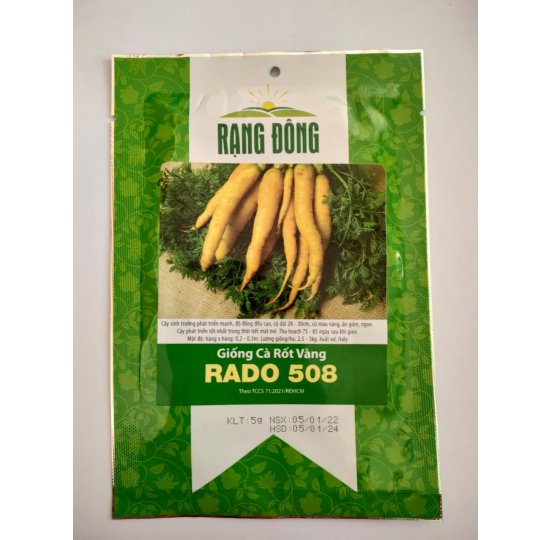 RẠNG ĐÔNG
Cây sinh trưởng phát triển mạnh, độ đồng đều cao, củ dài 28 - 30cm, củ màu vàng, ăn giòn, ngon.
Cây phát triển tốt nhất trong thời tiết mát mẻ. Thu hoạch 75 - 85 ngày sau khi gieo.
Mật độ: hàng x hàng: 0,2 - 0,3m. Lượng giống/ha: 2.5 - 3kg. Xuất xứ: Italy
Giống Cà Rốt Vàng
RADO 508
Theo TCCS 71:2021/RĐHCM
KLT:5g NSX:05/01/22
HSD:05/01/24